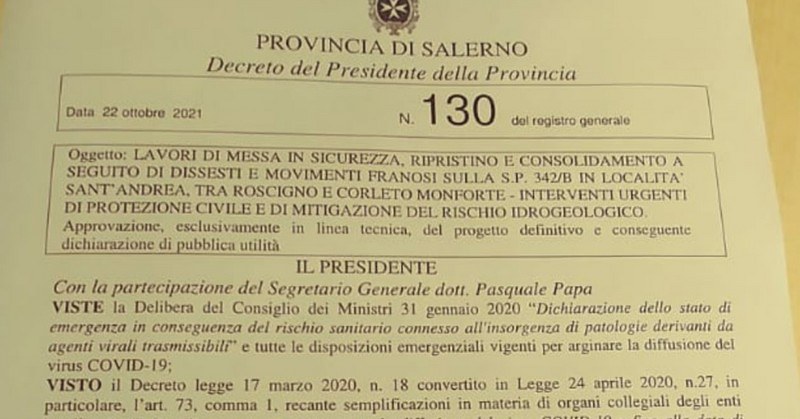 PROVINCIA DI SALERNO
Decreto del Presidente della Provincia
Data 22 ottobre 2021 N. 130 del registro generale
Oggetto: LAVORI DI MESSA IN SICUREZZA, RIPRISTINO E CONSOLIDAMENTO A
SEGUITO DI DISSESTI E MOVIMENTI FRANOSI SULLA S.P. 342/B IN LOCALITA'
SANT'ANDREA, TRA ROSCIGNO E CORLETO MONFORTE - INTERVENTI URGENTI
DI PROTEZIONE CIVILE E DI MITIGAZIONE DEL RISCHIO IDROGEOLOGICO.
Approvazione, esclusivamente in linea tecnica, del progetto definitivo e conseguente
dichiarazione di pubblica utilità
IL PRESIDENTE
Con la partecipazione del Segretario Generale dott. Pasquale Papa
VISTE la Delibera del Consiglio dei Ministri 31 gennaio 2020 “Dichiarazione dello stato di
emergenza in conseguenza del rischio sanitario connesso all'insorgenza di patologie derivanti da
agenti virali trasmissibili” e tutte le disposizioni emergenziali vigenti per arginare la diffusione del
virus COVID-19;
VISTO il Decreto legge 17 marzo 2020, n. 18 convertito in Legge 24 aprile 2020, n.27, in
particolare, l'art. 73, comma 1, recante semplificazioni in materia di organi collegiali degli enti